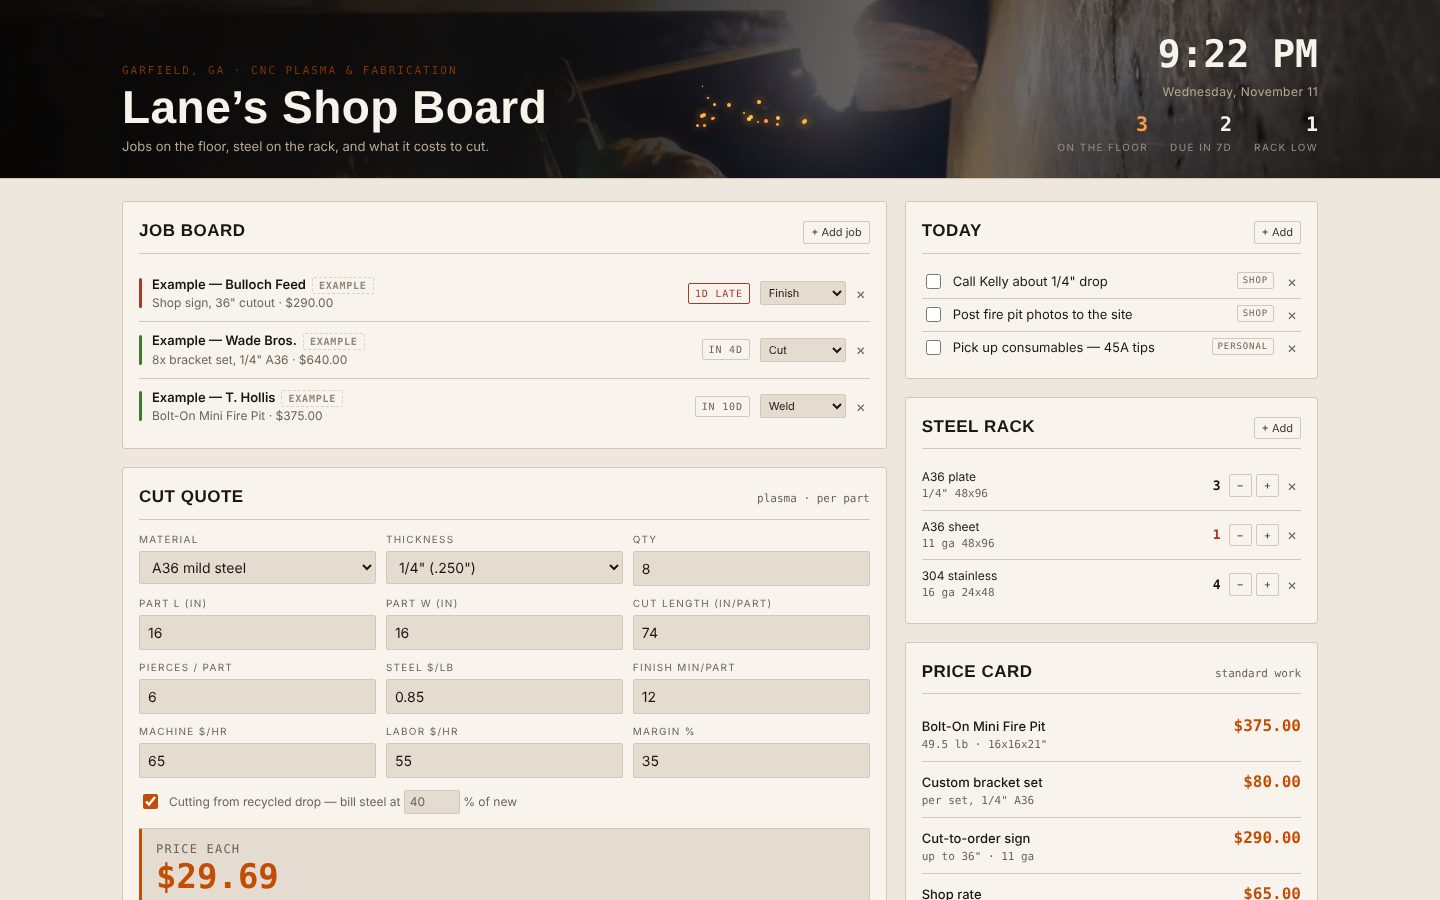 GARFIELD, GA · CNC PLASMA & FABRICATION
Lane’s Shop Board
Jobs on the floor, steel on the rack, and what it costs to cut.
9:22 PM
Wednesday, November 11
3 2 1
ON THE FLOOR DUE IN 7D RACK LOW
JOB BOARD
+ Add job
Example — Bulloch Feed EXAMPLE
Shop sign, 36" cutout · $290.00
1D LATE Finish ×
Example — Wade Bros. EXAMPLE
8x bracket set, 1/4" A36 · $640.00
IN 4D Cut ×
Example — T. Hollis EXAMPLE
Bolt-On Mini Fire Pit · $375.00
IN 10D Weld ×
CUT QUOTE
plasma · per part
MATERIAL THICKNESS QTY
A36 mild steel 1/4" (.250") 8
PART L (IN) PART W (IN) CUT LENGTH (IN/PART)
16 16 74
PIERCES / PART STEEL $/LB FINISH MIN/PART
6 0.85 12
MACHINE $/HR LABOR $/HR MARGIN %
65 55 35
Cutting from recycled drop — bill steel at 40 % of new
PRICE EACH
$29.69
TODAY
+ Add
Call Kelly about 1/4" drop SHOP ×
Post fire pit photos to the site SHOP ×
Pick up consumables — 45A tips PERSONAL ×
STEEL RACK
+ Add
A36 plate
1/4" 48x96
3 − + ×
A36 sheet
11 ga 48x96
1 − + ×
304 stainless
16 ga 24x48
4 − + ×
PRICE CARD
standard work
Bolt-On Mini Fire Pit $375.00
49.5 lb · 16x16x21"
Custom bracket set $80.00
per set, 1/4" A36
Cut-to-order sign $290.00
up to 36" · 11 ga
Shop rate $65.00